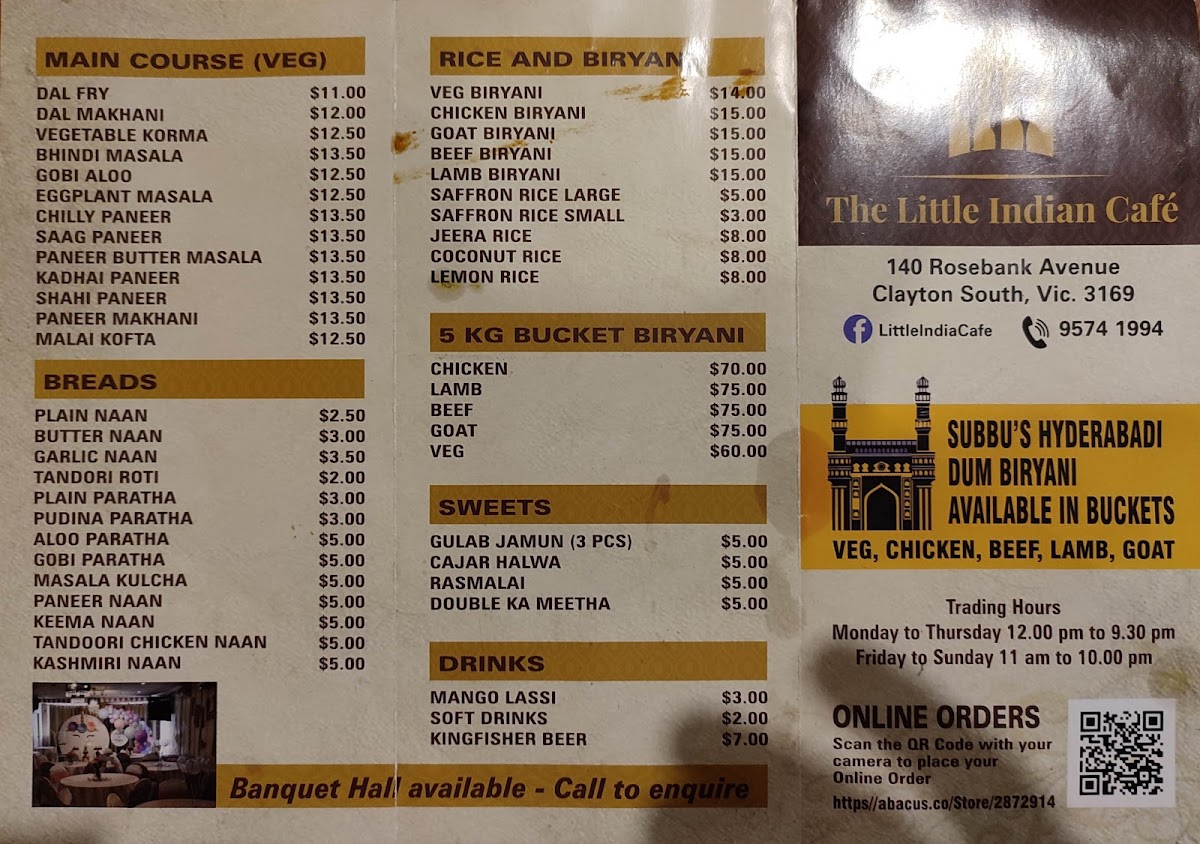 MAIN COURSE (VEG)
DAL FRY $11.00
DAL MAKHANI $12.00
VEGETABLE KORMA $12.50
BHINDI MASALA $13.50
GOBI ALOO $12.50
EGGPLANT MASALA $12.50
CHILLY PANEER $13.50
SAAG PANEER $13.50
PANEER BUTTER MASALA $13.50
KADHAI PANEER $13.50
SHAHI PANEER $13.50
PANEER MAKHANI $13.50
MALAI KOFTA $12.50
BREADS
PLAIN NAAN $2.50
BUTTER NAAN $3.00
GARLIC NAAN $3.50
TANDORI ROTI $2.00
PLAIN PARATHA $3.00
PUDINA PARATHA $3.00
ALOO PARATHA $5.00
GOBI PARATHA $5.00
MASALA KULCHA $5.00
PANEER NAAN $5.00
KEEMA NAAN $5.00
TANDOORI CHICKEN NAAN $5.00
KASHMIRI NAAN $5.00
RICE AND BIRYANI
VEG BIRYANI $14.00
CHICKEN BIRYANI $15.00
GOAT BIRYANI $15.00
BEEF BIRYANI $15.00
LAMB BIRYANI $15.00
SAFFRON RICE LARGE $5.00
SAFFRON RICE SMALL $3.00
JEERA RICE $8.00
COCONUT RICE $8.00
LEMON RICE $8.00
5 KG BUCKET BIRYANI
CHICKEN $70.00
LAMB $75.00
BEEF $75.00
GOAT $75.00
VEG $60.00
SWEETS
GULAB JAMUN (3 PCS) $5.00
CAJAR HALWA $5.00
RASMALAI $5.00
DOUBLE KA MEETHA $5.00
DRINKS
MANGO LASSI $3.00
SOFT DRINKS $2.00
KINGFISHER BEER $7.00
Banquet Hall available - Call to enquire
The Little Indian Café
140 Rosebank Avenue
Clayton South, Vic. 3169
LittleIndiaCafe 9574 1994
SUBBU'S HYDERABADI
DUM BIRYANI
AVAILABLE IN BUCKETS
VEG, CHICKEN, BEEF, LAMB, GOAT
Trading Hours
Monday to Thursday 12.00 pm to 9.30 pm
Friday to Sunday 11 am to 10.00 pm
ONLINE ORDERS
Scan the QR Code with your
camera to place your
Online Order
https//abacus.co/Store/2872914